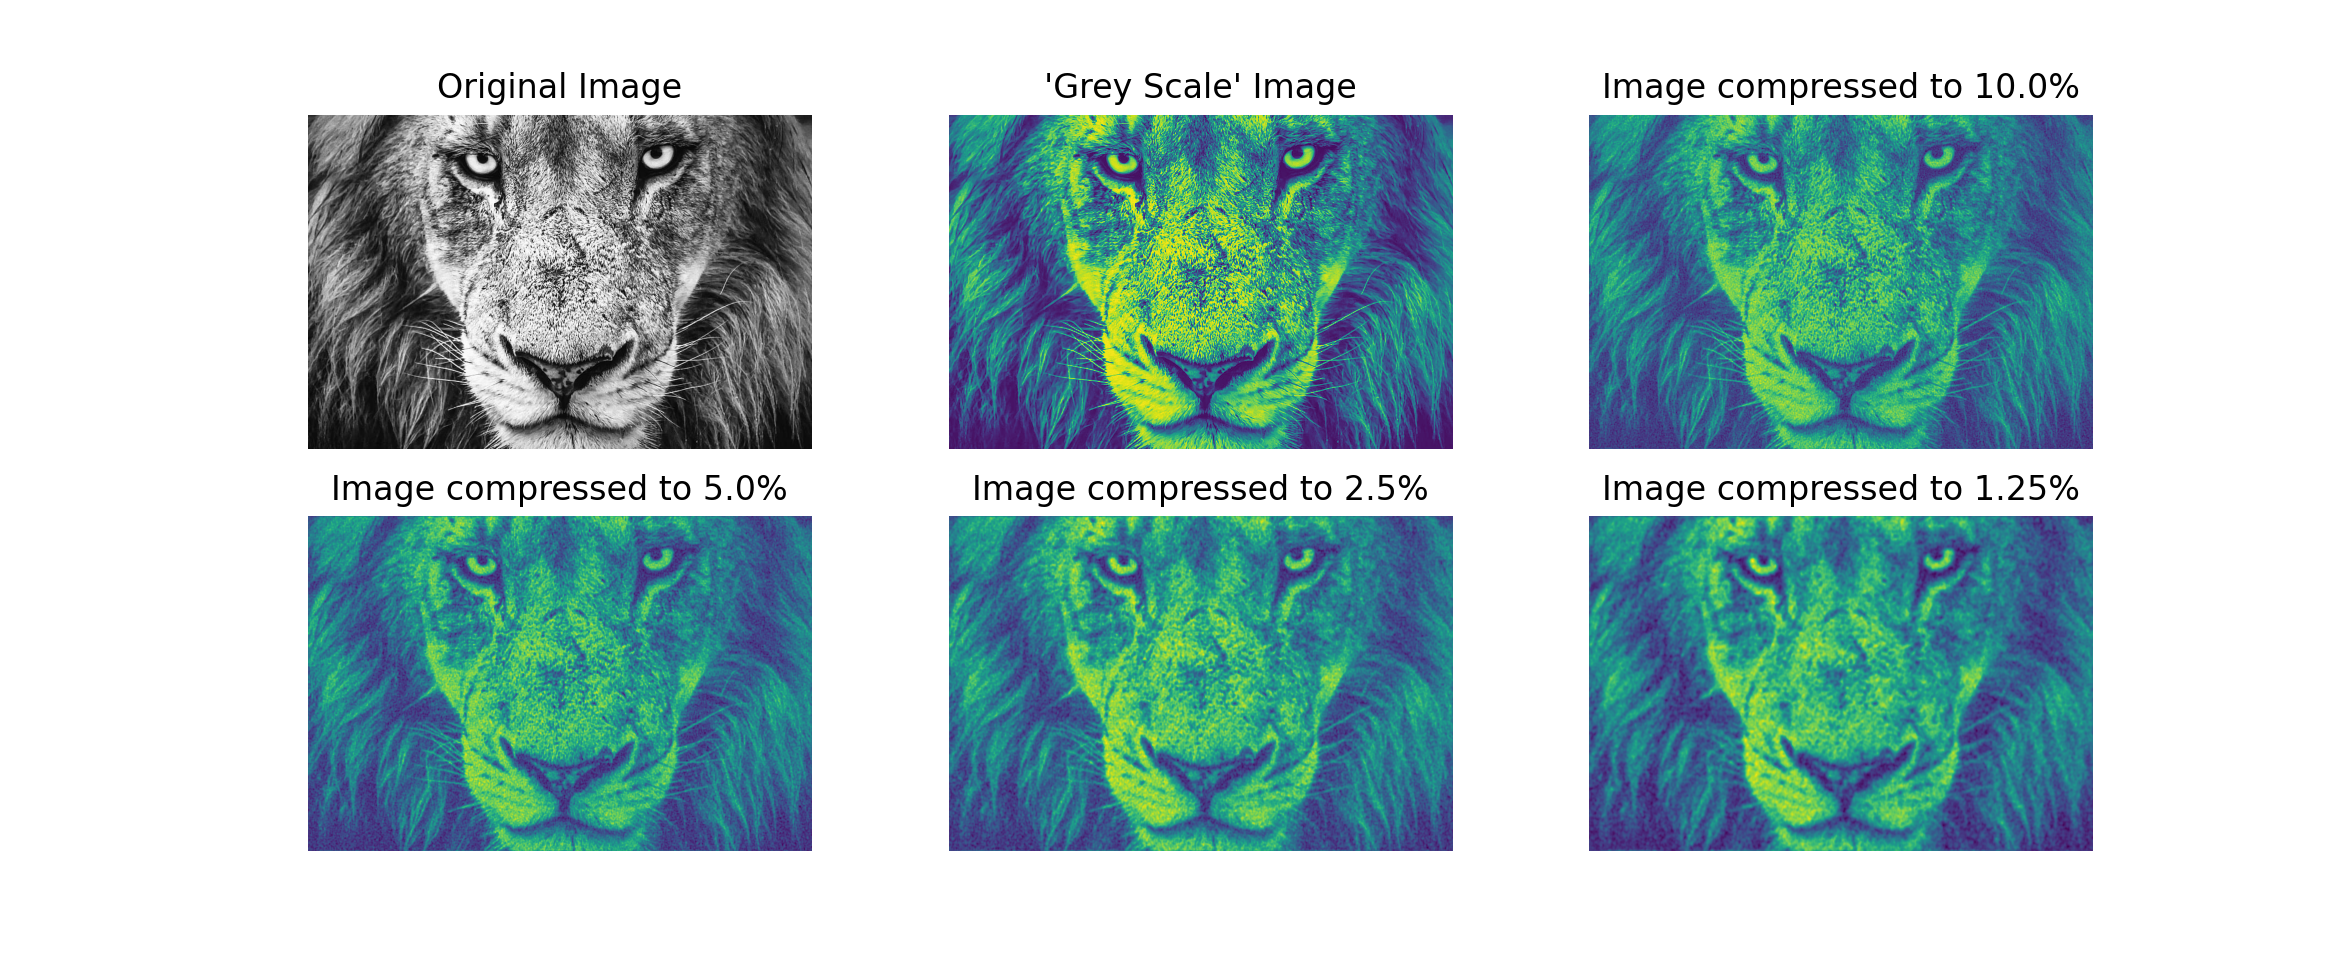 Original Image
'Grey Scale' Image
Image compressed to 10.0%
Image compressed to 5.0%
Image compressed to 2.5%
Image compressed to 1.25%